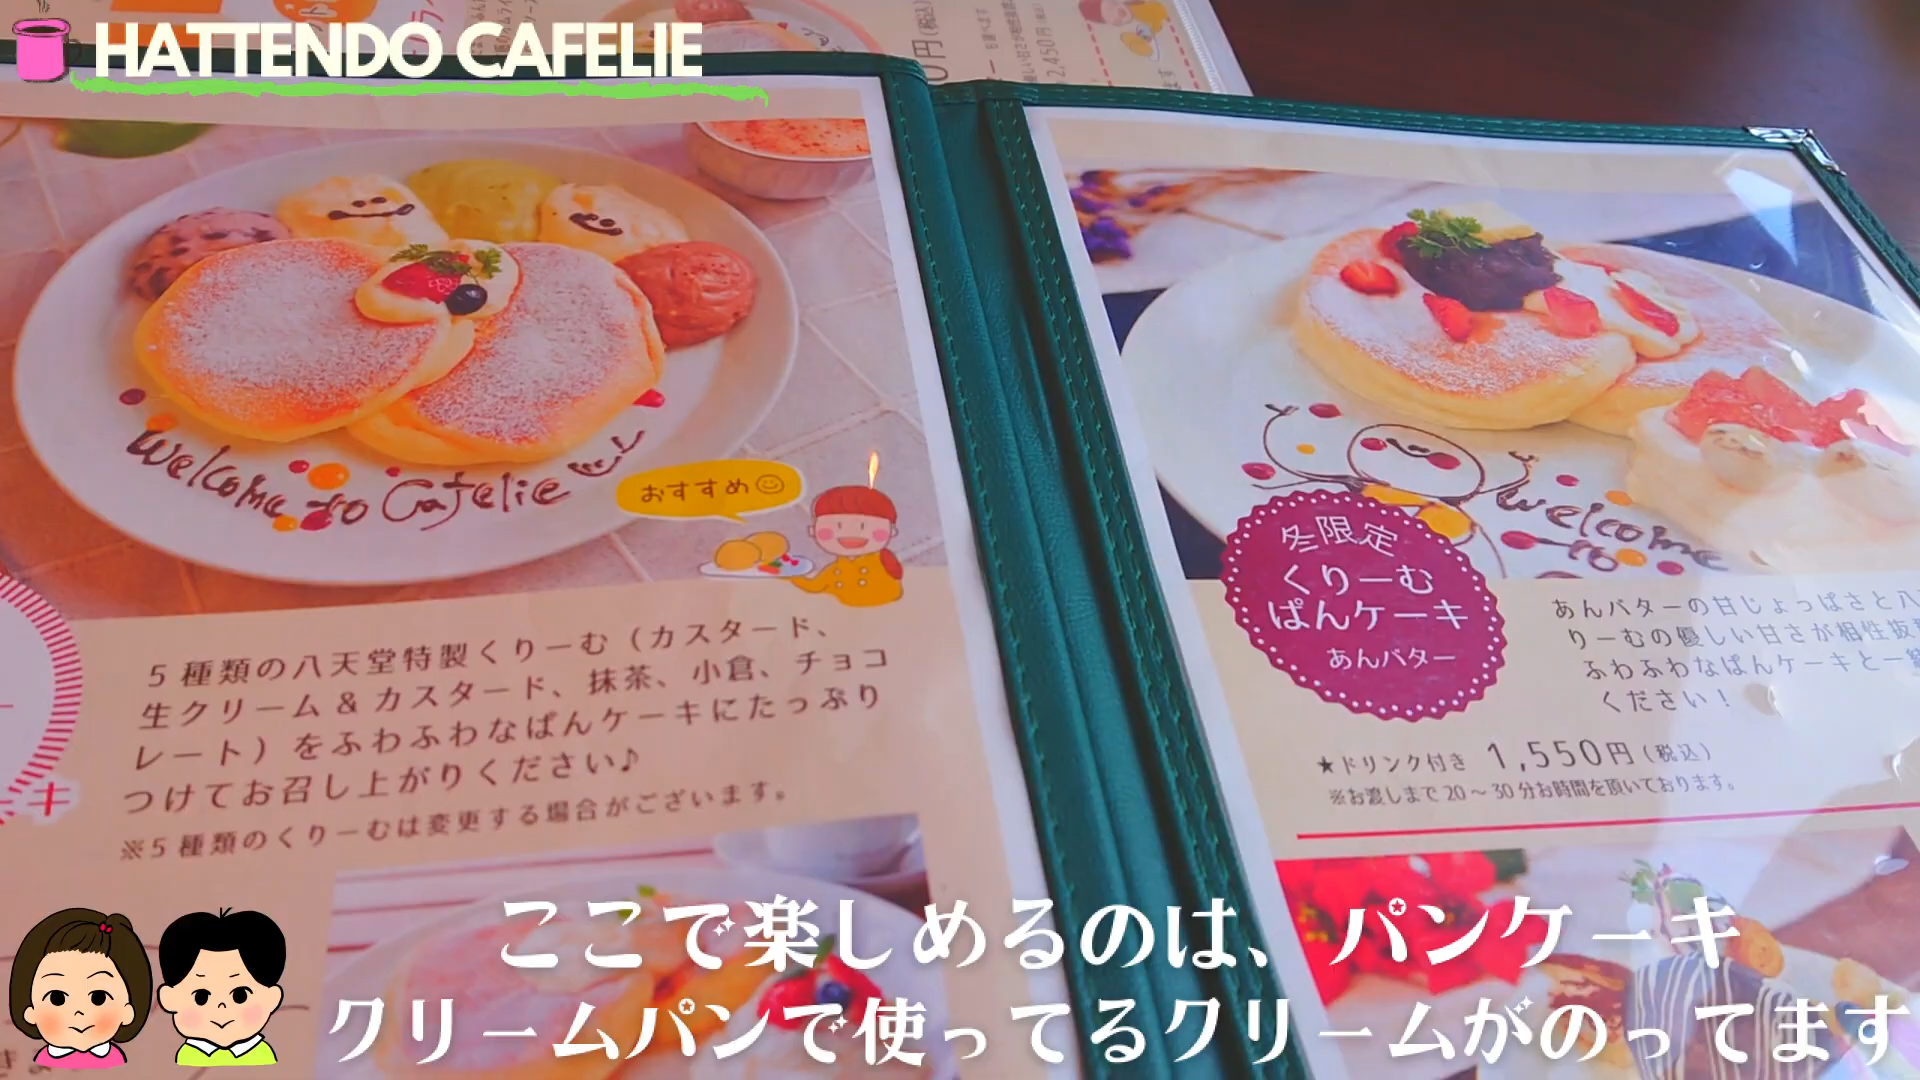 HATTENDO CAFELIE
円(税込)
2,450円(税込)
welcome to Cafelie
おすすめ
5種類の八天堂特製くりーむ(カスタード、
生クリーム&カスタード、抹茶、小倉、チョコ
レート)をふわふわなぱんケーキにたっぷり
つけてお召し上がりください♪
※5種類のくりーむは変更する場合がございます。
キ
welcome
to
冬限定
くりーむ
ぱんケーキ
あんバター
あんバターの甘じょっぱさと八
りーむの優しい甘さが相性抜
ふわふわなぱんケーキと一
ください!
★ドリンク付き 1,550円(税込)
※お渡しまで20~30分お時間を頂いております。
ここで楽しめるのは、パンケーキ
クリームパンで使ってるクリームがのってます